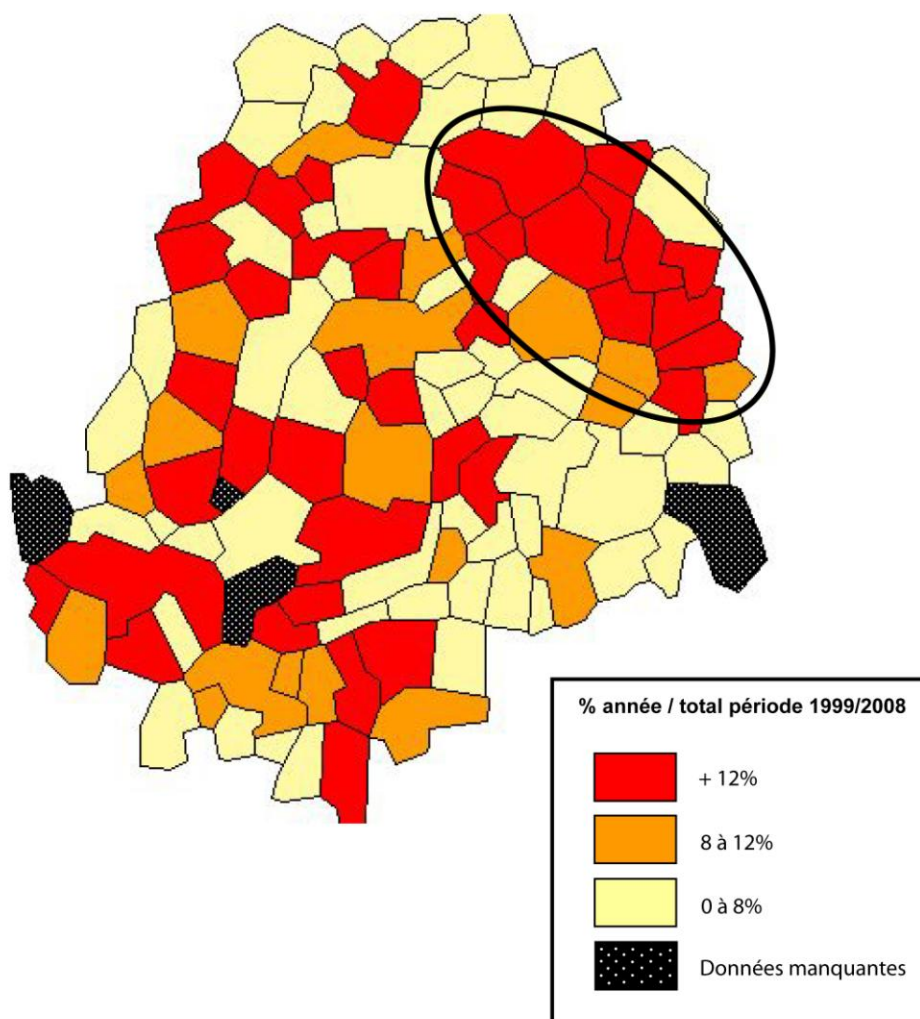 % année / total période 1999/2008
+ 12%
8 à 12%
0 à 8%
Données manquantes